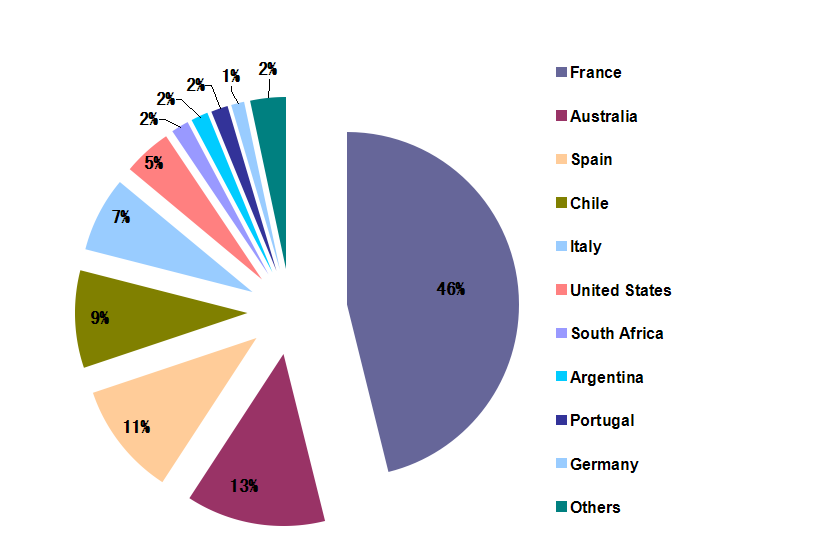 2%
1%
2%
2%
2%
5%
7%
9%
11%
13%
46%
France
Australia
Spain
Chile
Italy
United States
South Africa
Argentina
Portugal
Germany
Others